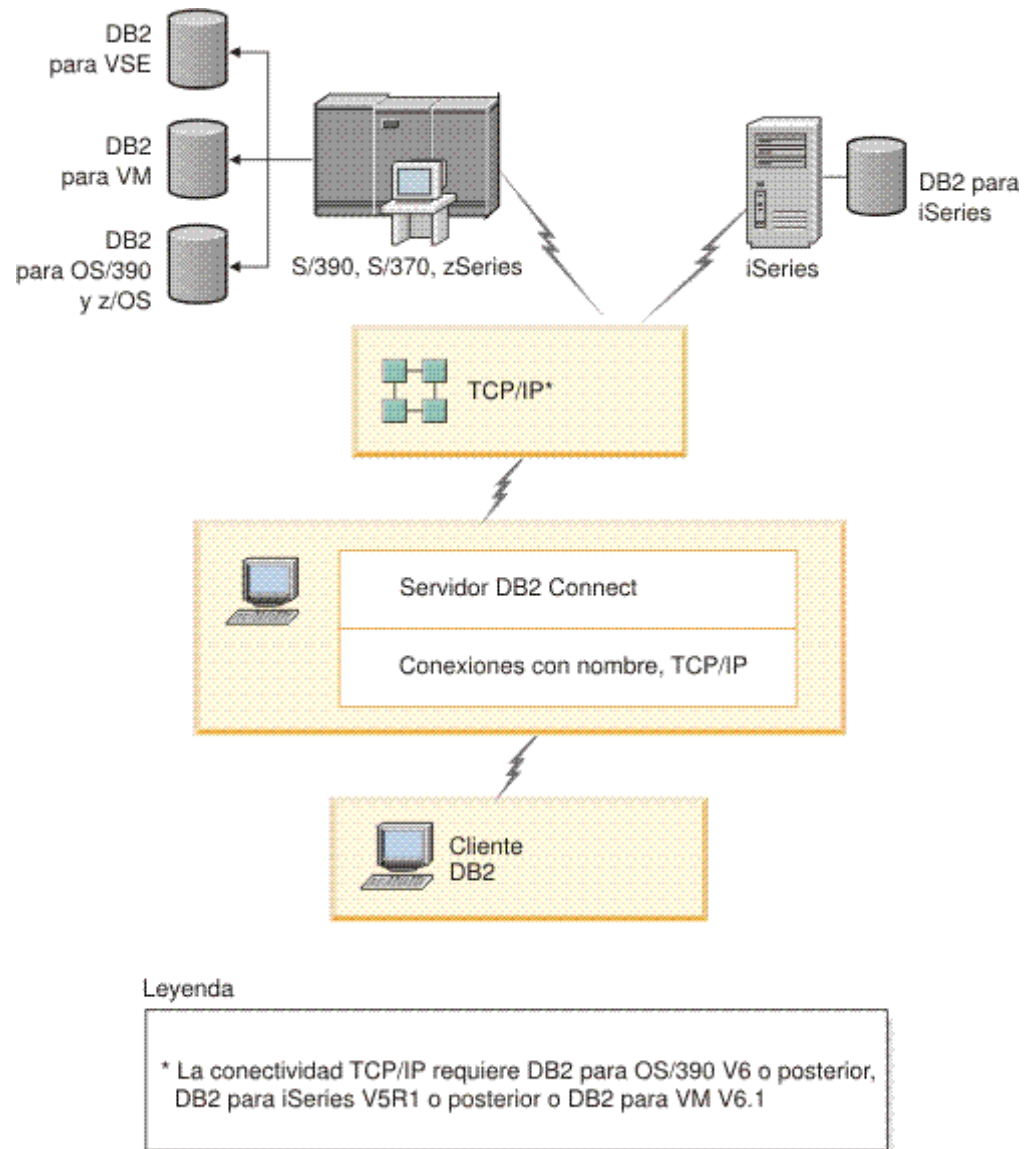 DB2
para VSE
DB2
para VM
DB2
para OS/390
y z/OS
S/390, S/370, zSeries
DB2 para
iSeries
iSeries
TCP/IP*
Servidor DB2 Connect
Conexiones con nombre, TCP/IP
Cliente
DB2
Leyenda
* La conectividad TCP/IP requiere DB2 para OS/390 V6 o posterior,
DB2 para iSeries V5R1 o posterior o DB2 para VM V6.1